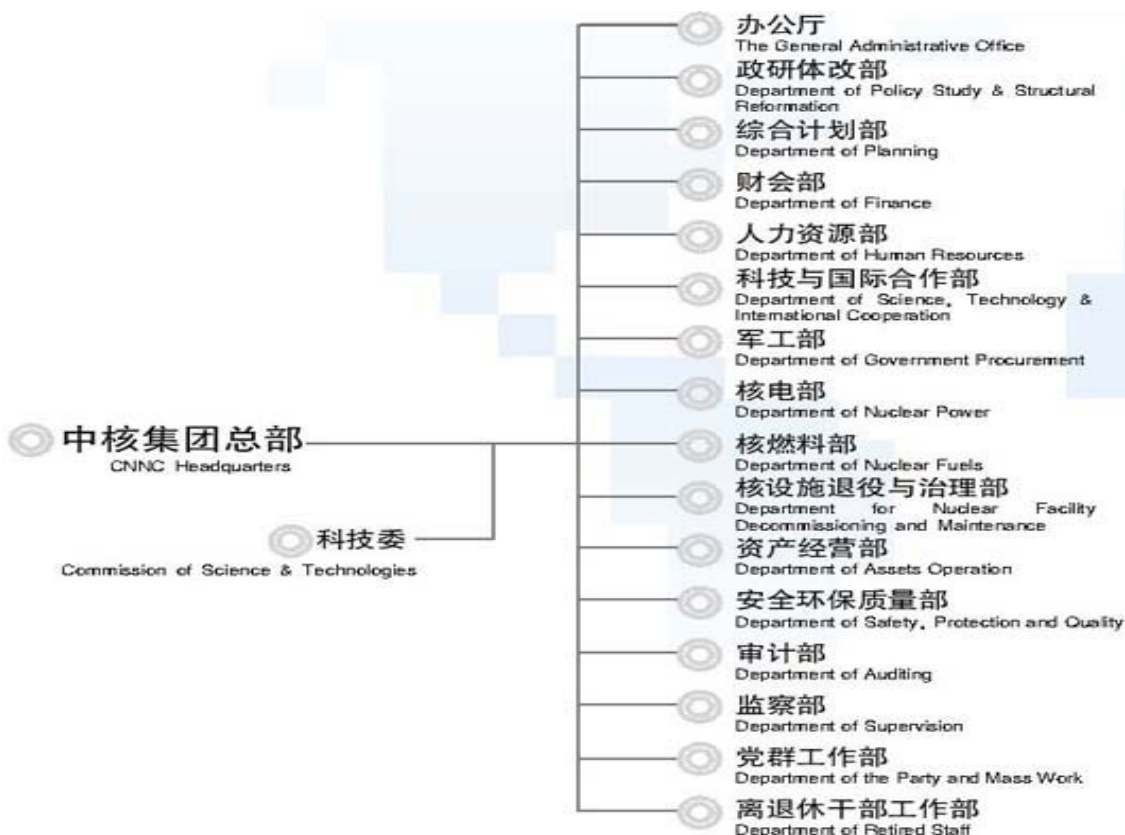 办公厅
The General Administrative Office
政研体改部
Department of Policy Study & Structural
Reformation
综合计划部
Department of Planning
财会部
Department of Finance
人力资源部
Department of Human Resources
科技与国际合作部
Department of Science, Technology &
International Cooperation
军工部
Department of Government Procurement
核电部
Department of Nuclear Power
中核集团总部
CNNC Headquarters
核燃料部
Department of Nuclear Fuels
核设施退役与治理部
Department for Nuclear Facility
Decommissioning and Maintenance
科技委
Commission of Science & Technologies
资产经营部
Department of Assets Operation
安全环保质量部
Department of Safety, Protection and Quality
审计部
Department of Auditing
监察部
Department of Supervision
党群工作部
Department of the Party and Mass Work
离退休干部工作部
Department of Retired Staff